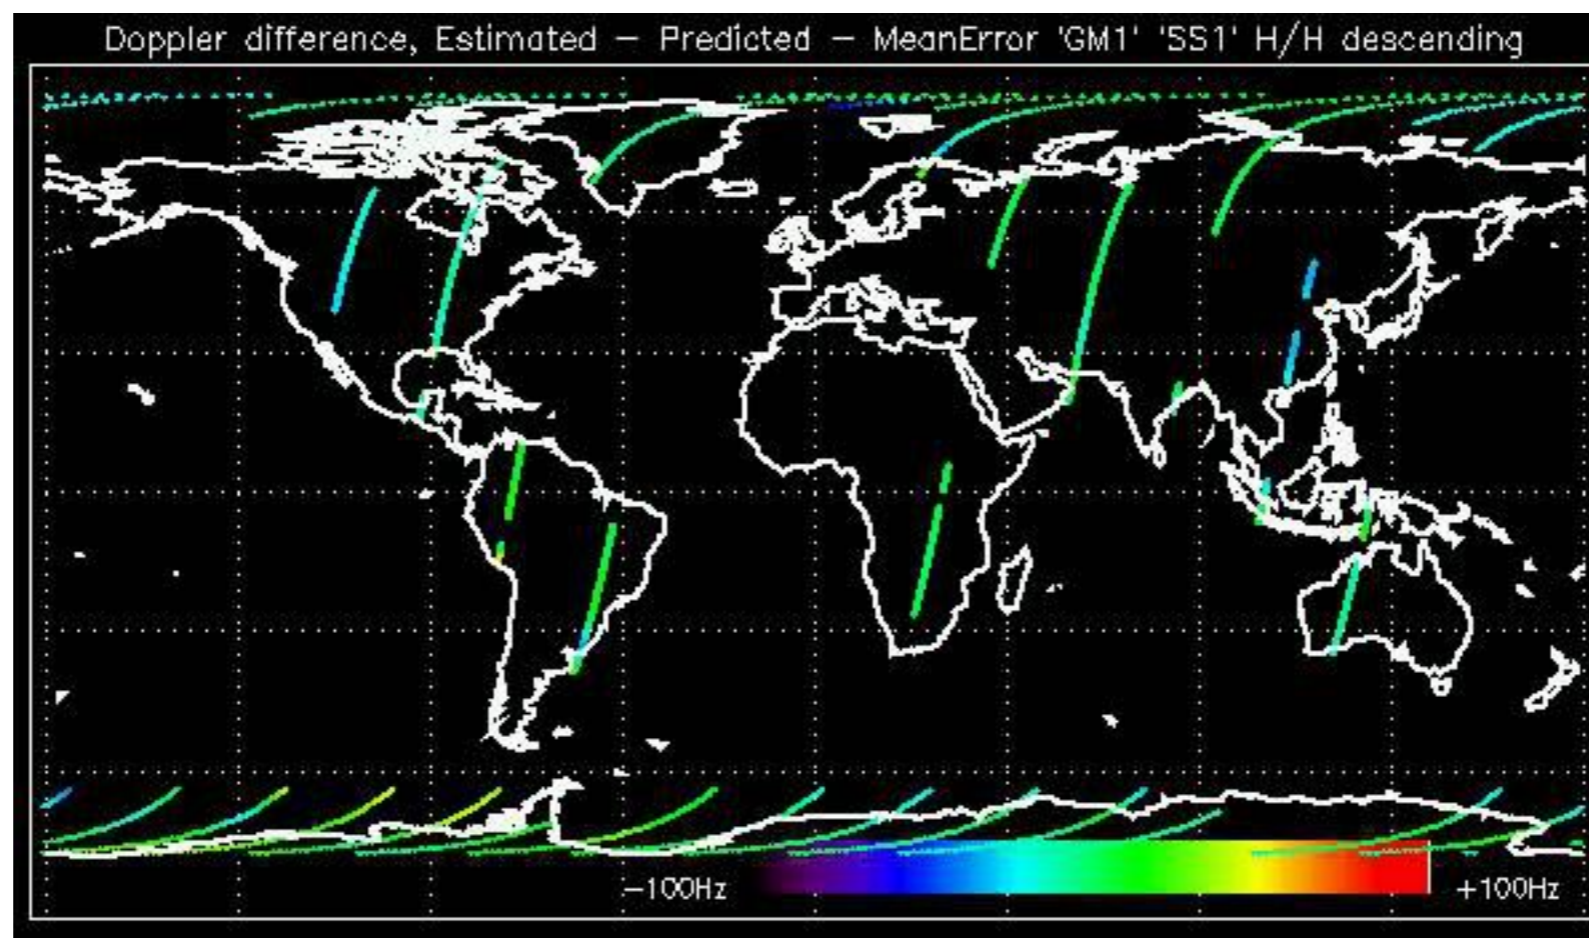 Doppler difference, Estimated – Predicted – MeanError 'GM1' 'SS1' H/H descending
–100Hz
+100Hz